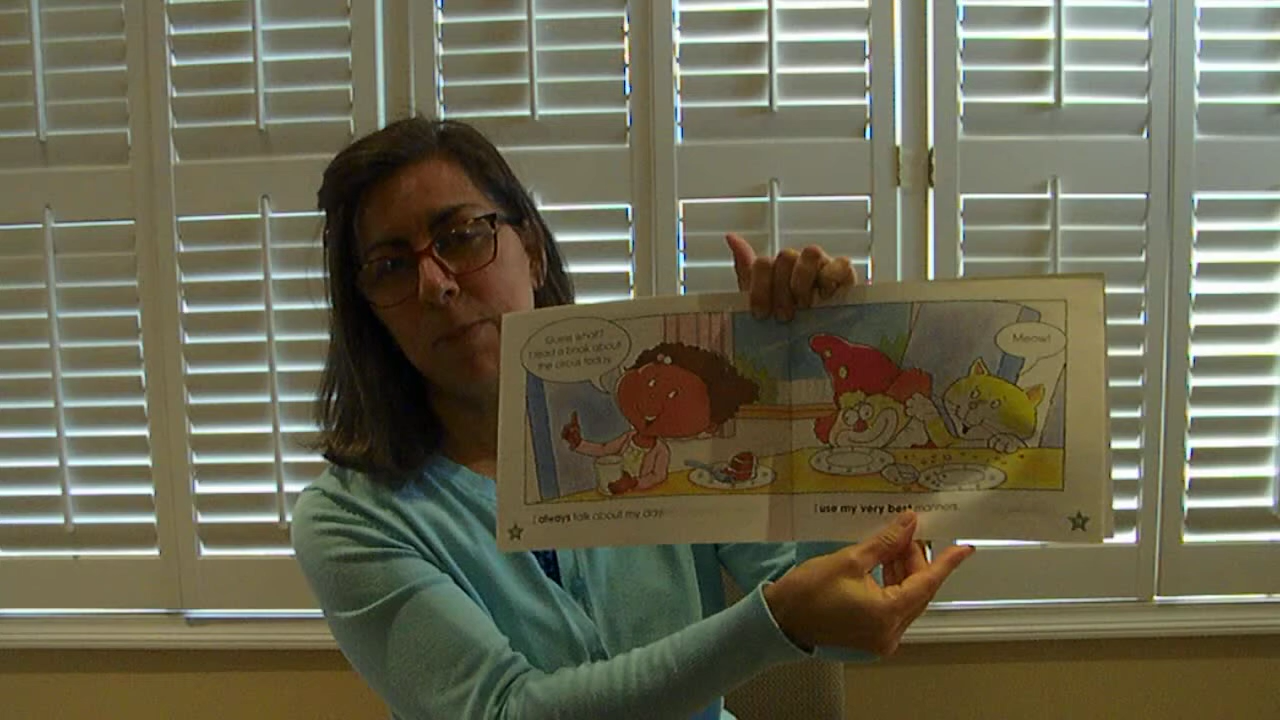 Guess what?
I read a book about
the circus today.
Meow!
I always talk about my day.
I use my very best manners.